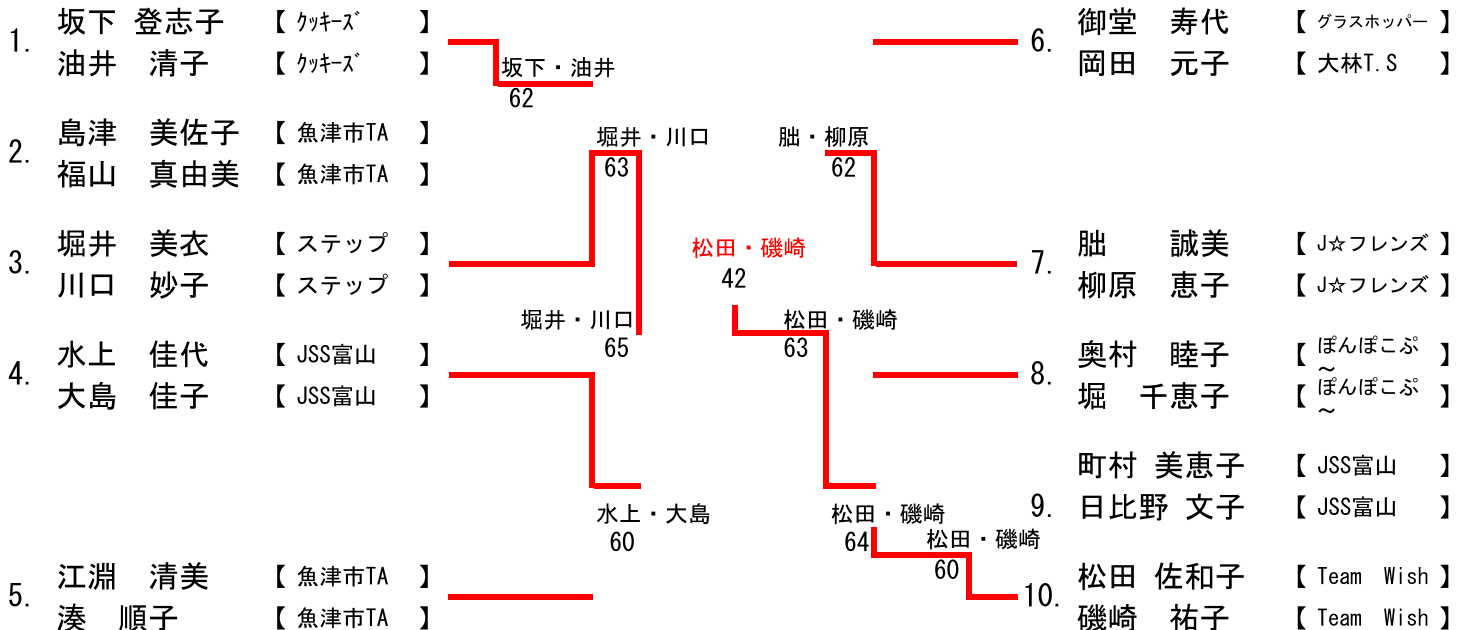 1.
坂下 登志子 【 ｸｯｷｰｽﾞ 】
油井 清子 【 ｸｯｷｰｽﾞ 】
2.
島津 美佐子 【 魚津市TA 】
福山 真由美 【 魚津市TA 】
3.
堀井 美衣 【 ステップ 】
川口 妙子 【 ステップ 】
4.
水上 佳代 【 JSS富山 】
大島 佳子 【 JSS富山 】
5.
江淵 清美 【 魚津市TA 】
湊 順子 【 魚津市TA 】
坂下・油井
62
堀井・川口
63
堀井・川口
65
水上・大島
60
松田・磯崎
42
朏・柳原
62
松田・磯崎
63
松田・磯崎
64
松田・磯崎
60
6.
御堂 寿代 【 グラスホッパー 】
岡田 元子 【 大林T.S 】
7.
朏 誠美 【 J☆フレンズ 】
柳原 恵子 【 J☆フレンズ 】
8.
奥村 睦子 【 ぽんぽこぷ～ 】
堀 千恵子 【 ぽんぽこぷ～ 】
9.
町村 美恵子 【 JSS富山 】
日比野 文子 【 JSS富山 】
10.
松田 佐和子 【 Team Wish 】
磯崎 祐子 【 Team Wish 】